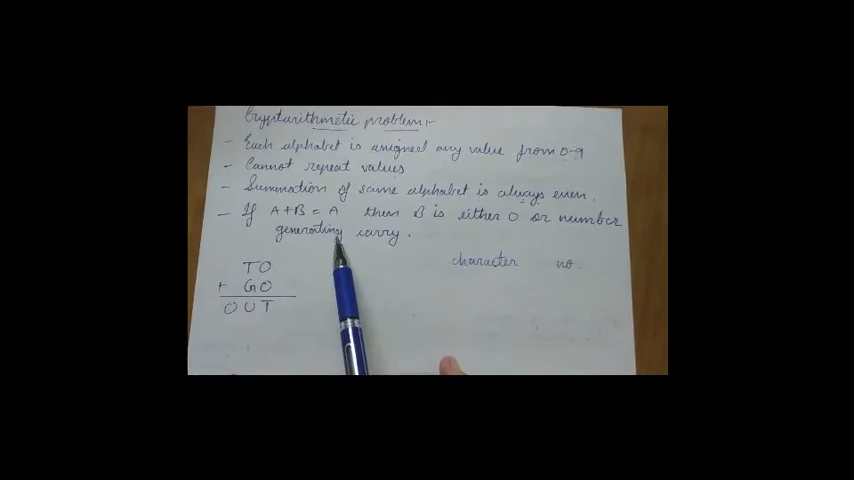 Cryptarithmetic problem:-
- Each alphabet is assigned any value from 0-9
- Cannot repeat values
- Summation of same alphabet is always even.
- If A+B = A then B is either 0 or number
generating carry.
TO
+ GO
OUT
character no.